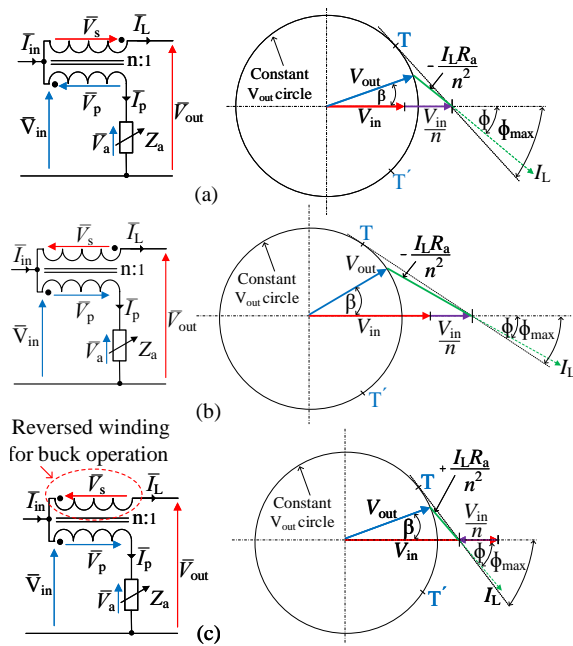 V̅s
I̅L
I̅in
n:1
V̅p
I̅p
V̅in
V̅a
Za
V̅out
(a)
Constant
Vout circle
T
Vout
β
Vin
Vin/n
-ILRa/n²
ϕ
ϕmax
IL
T´
V̅s
I̅L
I̅in
n:1
V̅p
I̅p
V̅in
V̅a
Za
V̅out
(b)
Constant
Vout circle
T
Vout
β
Vin
Vin/n
-ILRa/n²
ϕ
ϕmax
IL
T´
Reversed winding
for buck operation
V̅s
I̅L
I̅in
n:1
V̅p
I̅p
V̅in
V̅a
Za
V̅out
(c)
Constant
Vout circle
T
Vout
β
Vin
Vin/n
+ILRa/n²
ϕ
ϕmax
IL
T´